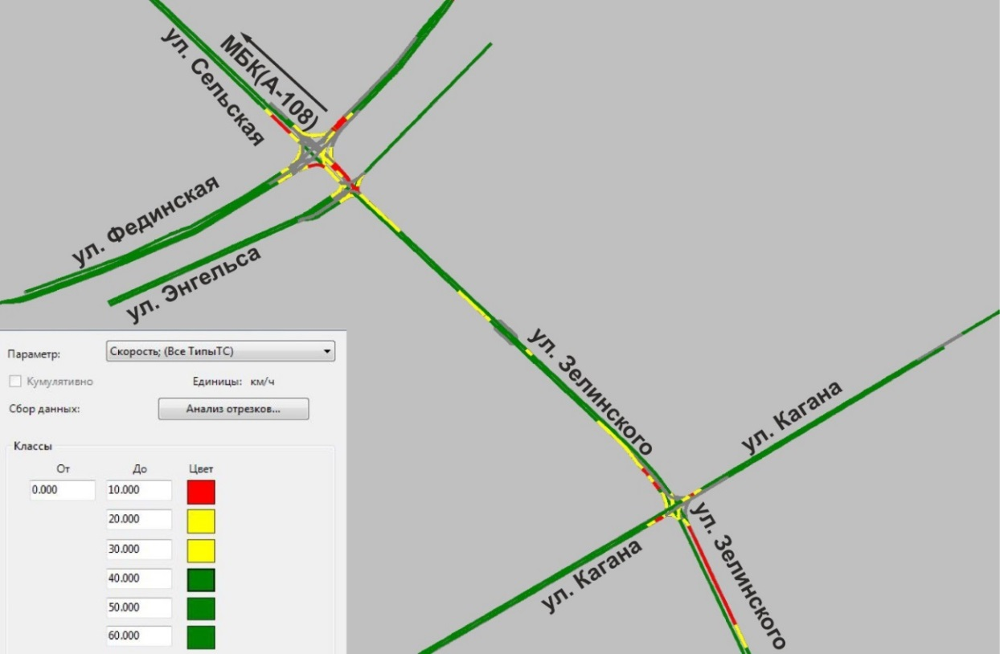 ул. Сельская
МБК(А-108)
ул. Фединская
ул. Энгельса
ул. Зелинского
ул. Кагана
ул. Кагана
ул. Зелинского
Параметр: Скорость; (Все ТипыТС)
Кумулятивно Единицы: км/ч
Сбор данных: Анализ отрезков...
Классы
От До Цвет
0.000 10.000
20.000
30.000
40.000
50.000
60.000